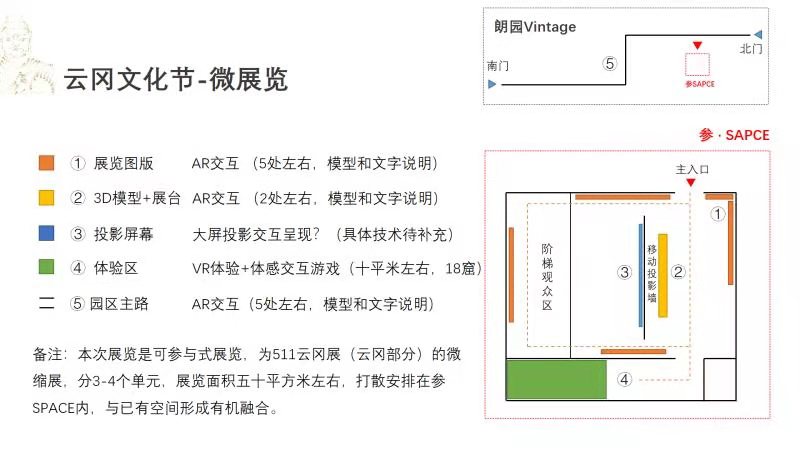 云冈文化节-微展览
朗园Vintage
南门
⑤
北门
参SAPCE
参 · SAPCE
① 展览图版 AR交互 （5处左右，模型和文字说明）
② 3D模型+展台 AR交互 （2处左右，模型和文字说明）
③ 投影屏幕 大屏投影交互呈现？（具体技术待补充）
④ 体验区 VR体验+体感交互游戏（十平米左右，18窟）
⑤ 园区主路 AR交互（5处左右，模型和文字说明）
备注：本次展览是可参与式展览，为511云冈展（云冈部分）的微
缩展，分3-4个单元，展览面积五十平方米左右，打散安排在参
SPACE内，与已有空间形成有机融合。
主入口
①
阶梯观众区
③
移动投影墙
②
④